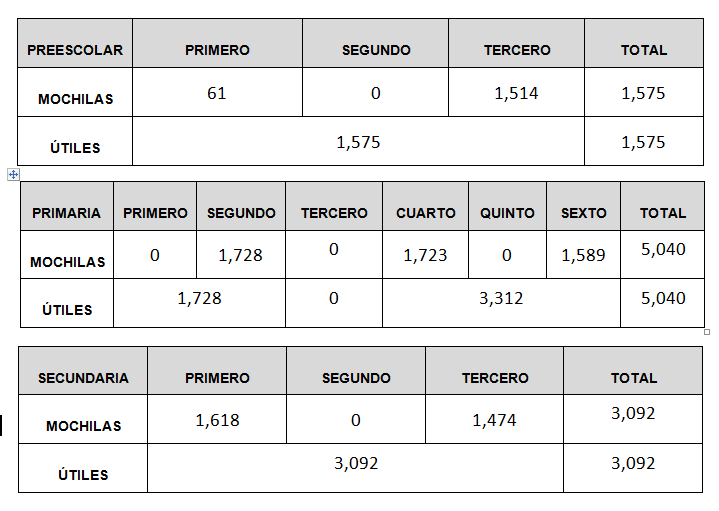 PREESCOLAR PRIMERO SEGUNDO TERCERO TOTAL
MOCHILAS 61 0 1,514 1,575
ÚTILES 1,575 1,575
PRIMARIA PRIMERO SEGUNDO TERCERO CUARTO QUINTO SEXTO TOTAL
MOCHILAS 0 1,728 0 1,723 0 1,589 5,040
ÚTILES 1,728 0 3,312 5,040
SECUNDARIA PRIMERO SEGUNDO TERCERO TOTAL
MOCHILAS 1,618 0 1,474 3,092
ÚTILES 3,092 3,092